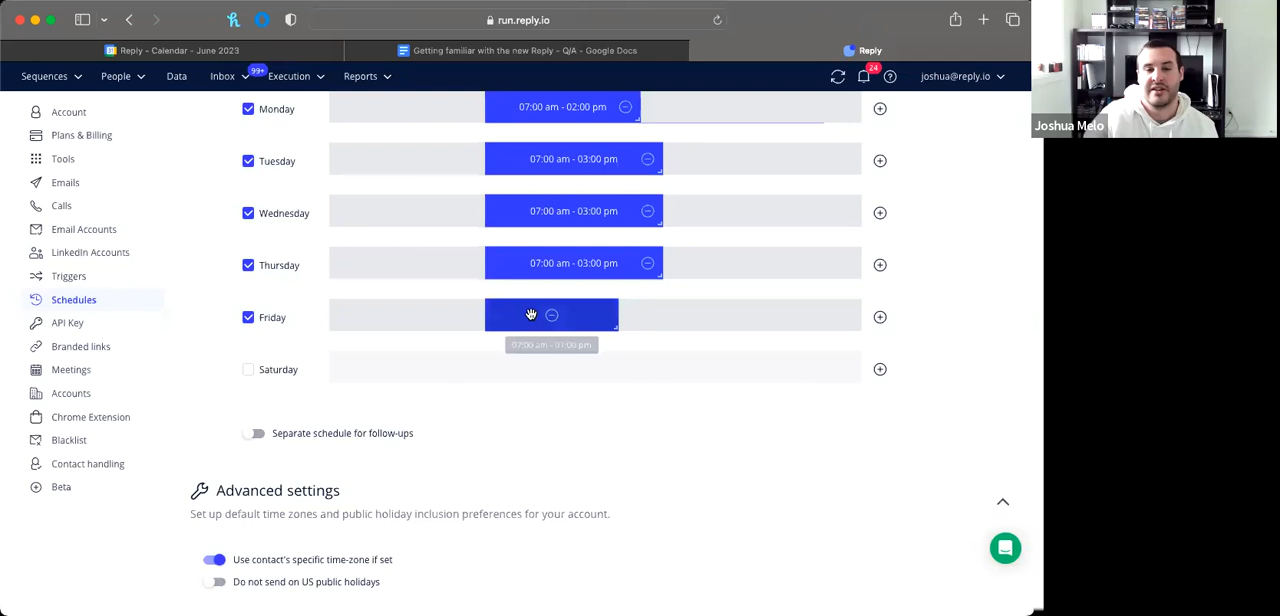 run.reply.io
Reply - Calendar - June 2023
Getting familiar with the new Reply - Q/A - Google Docs
Reply
Sequences
People
Data
Inbox
99+
Execution
Reports
24
joshua@reply.io
Joshua Melo
Account
Plans & Billing
Tools
Emails
Calls
Email Accounts
LinkedIn Accounts
Triggers
Schedules
API Key
Branded links
Meetings
Accounts
Chrome Extension
Blacklist
Contact handling
Beta
Monday
07:00 am - 02:00 pm
Tuesday
07:00 am - 03:00 pm
Wednesday
07:00 am - 03:00 pm
Thursday
07:00 am - 03:00 pm
Friday
07:00 am - 01:00 pm
Saturday
Separate schedule for follow-ups
Advanced settings
Set up default time zones and public holiday inclusion preferences for your account.
Use contact's specific time-zone if set
Do not send on US public holidays